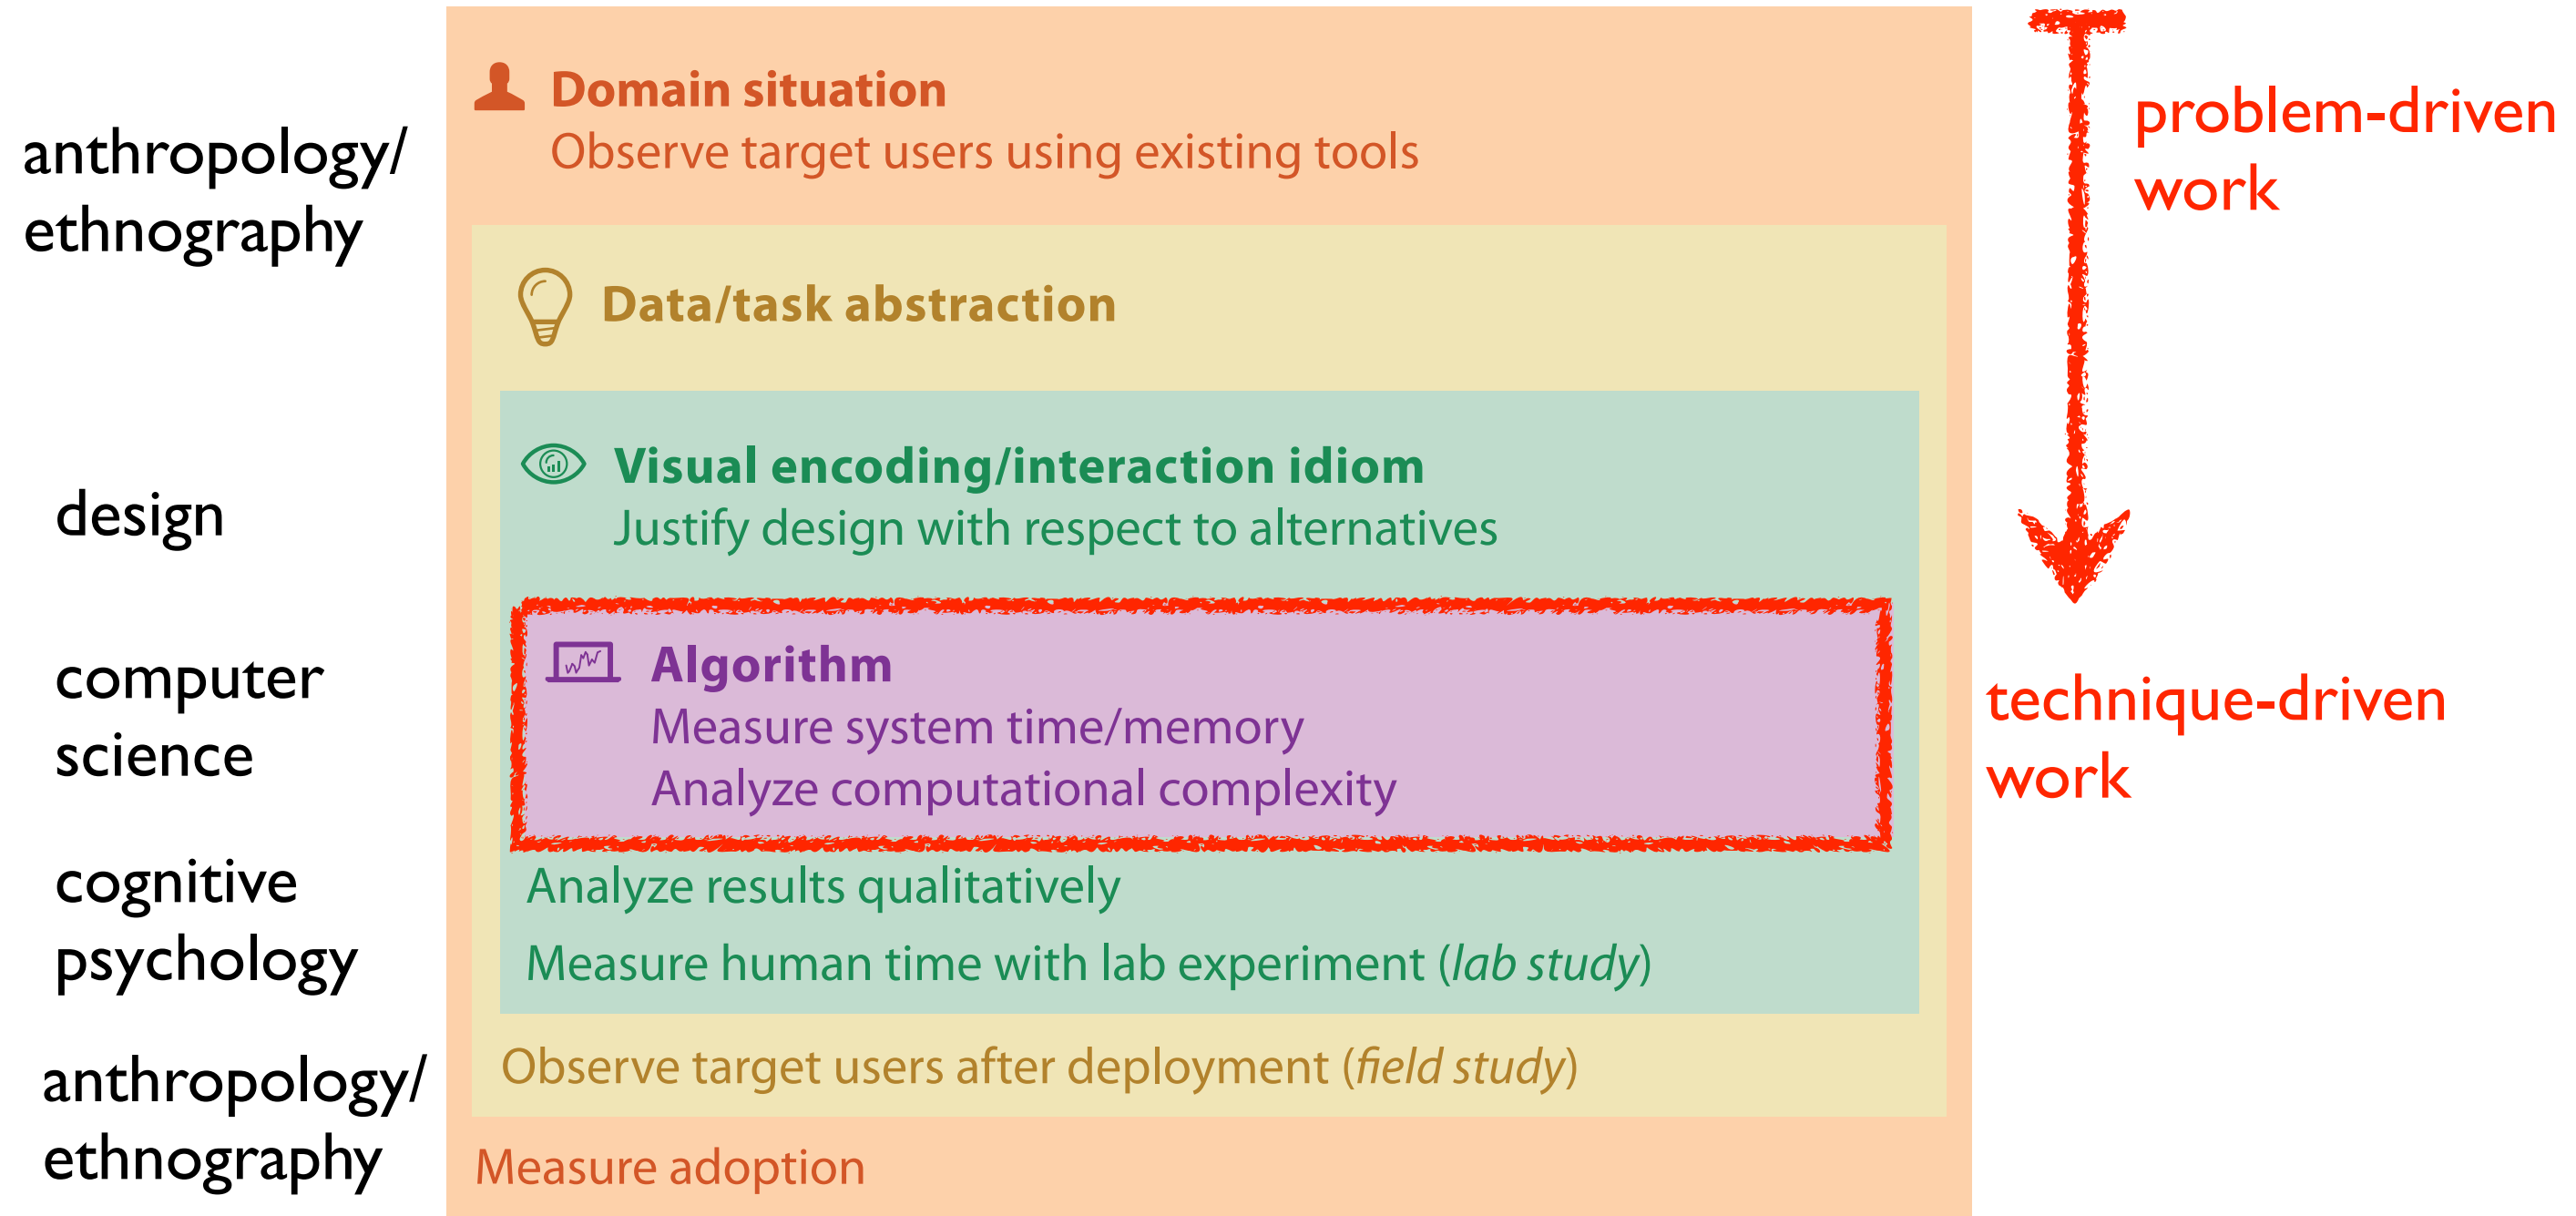 anthropology/
ethnography
design
computer
science
cognitive
psychology
anthropology/
ethnography
Domain situation
Observe target users using existing tools
Data/task abstraction
Visual encoding/interaction idiom
Justify design with respect to alternatives
Algorithm
Measure system time/memory
Analyze computational complexity
Analyze results qualitatively
Measure human time with lab experiment (lab study)
Observe target users after deployment (field study)
Measure adoption
problem-driven
work
technique-driven
work